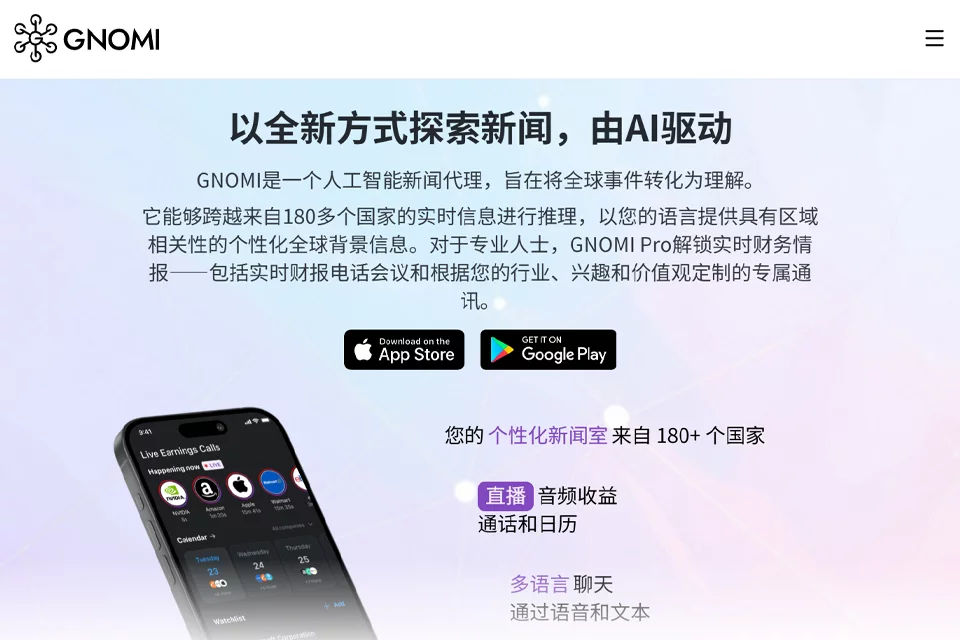 GNOMI
以全新方式探索新闻，由AI驱动
GNOMI是一个人工智能新闻代理，旨在将全球事件转化为理解。
它能够跨越来自180多个国家的实时信息进行推理，以您的语言提供具有区域
相关性的个性化全球背景信息。对于专业人士，GNOMI Pro解锁实时财务情
报——包括实时财报电话会议和根据您的行业、兴趣和价值观定制的专属通
讯。
Download on the
App Store
GET IT ON
Google Play
您的 个性化新闻室 来自 180+ 个国家
直播 音频收益
通话和日历
多语言 聊天
通过语音和文本
9:41
Live Earnings Calls
Happening now LIVE
NVIDIA
Amazon
Apple
Walmart
All companies
Calendar
Tuesday
23
Wednesday
24
Thursday
25
Watchlist
Add